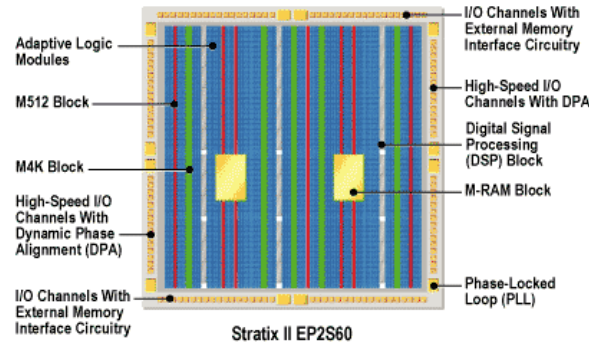 Adaptive Logic
Modules
M512 Block
M4K Block
High-Speed I/O
Channels With
Dynamic Phase
Alignment (DPA)
I/O Channels With
External Memory
Interface Circuitry
I/O Channels With
External Memory
Interface Circuitry
High-Speed I/O
Channels With DPA
Digital Signal
Processing
(DSP) Block
M-RAM Block
Phase-Locked
Loop (PLL)
Stratix II EP2S60